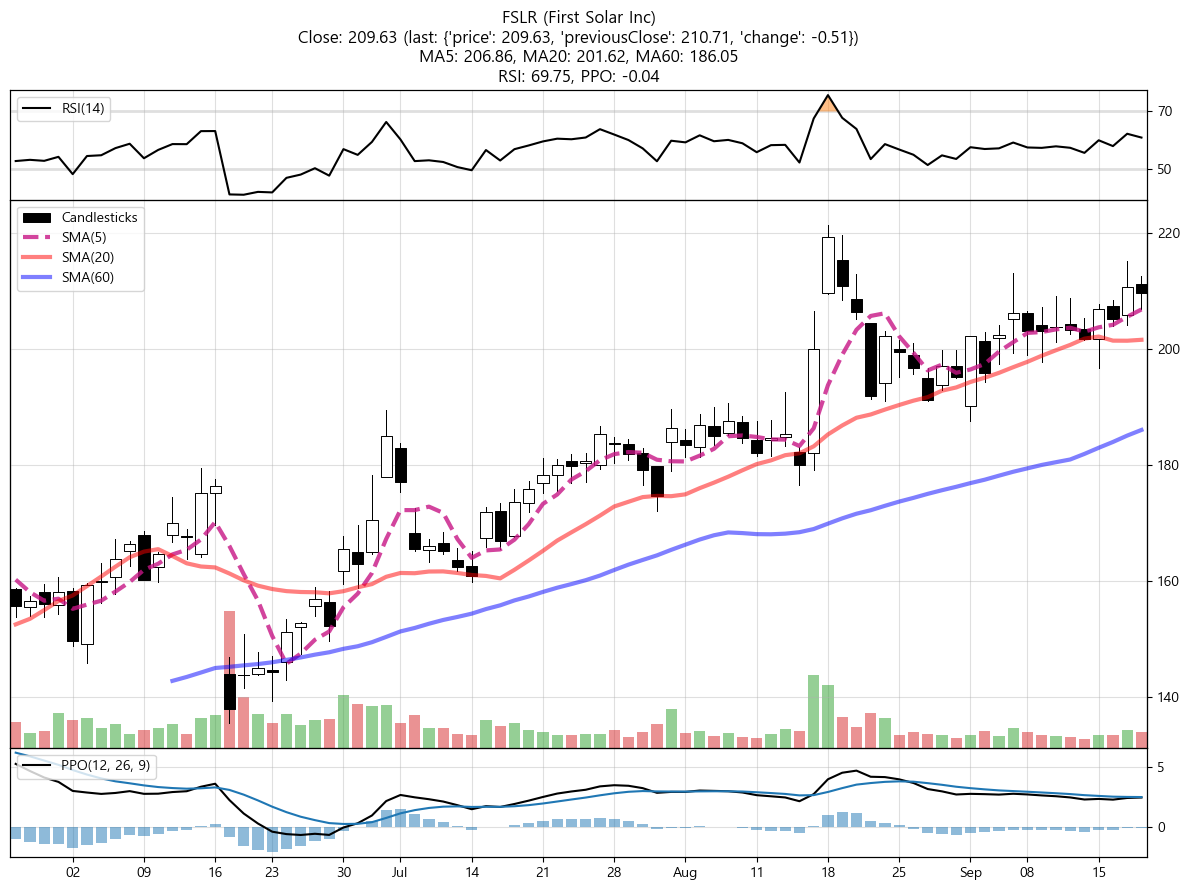 FSLR (First Solar Inc)
Close: 209.63 (last: {'price': 209.63, 'previousClose': 210.71, 'change': -0.51})
MA5: 206.86, MA20: 201.62, MA60: 186.05
RSI: 69.75, PPO: -0.04
RSI(14)
70
50
Candlesticks
SMA(5)
SMA(20)
SMA(60)
220
200
180
160
140
PPO(12, 26, 9)
5
0
02 09 16 23 30 Jul 14 21 28 Aug 11 18 25 Sep 08 15